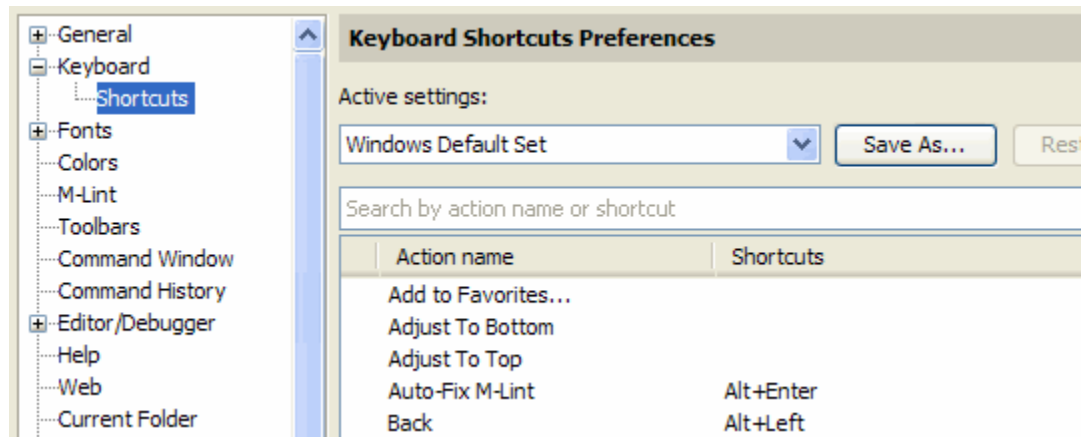 General
Keyboard
Shortcuts
Fonts
Colors
M-Lint
Toolbars
Command Window
Command History
Editor/Debugger
Help
Web
Current Folder
Keyboard Shortcuts Preferences
Active settings:
Windows Default Set Save As...
Search by action name or shortcut
Action name Shortcuts
Add to Favorites...
Adjust To Bottom
Adjust To Top
Auto-Fix M-Lint Alt+Enter
Back Alt+Left